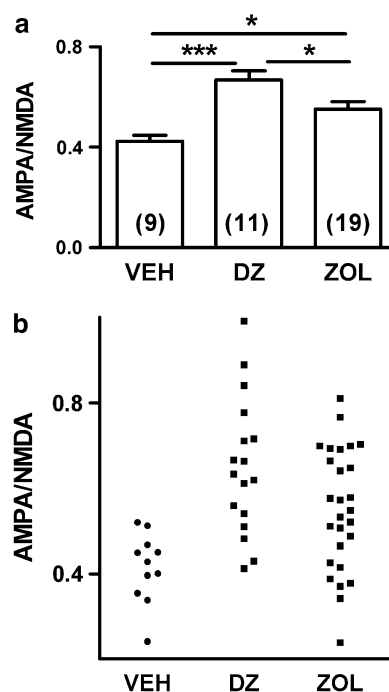 a
*
*** *
0.8
0.4
0.0
AMPA/NMDA
(9) (11) (19)
VEH DZ ZOL
b
0.8
0.4
AMPA/NMDA
VEH DZ ZOL